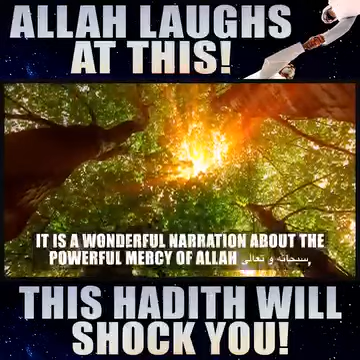 ALLAH LAUGHS
AT THIS!
IT IS A WONDERFUL NARRATION ABOUT THE
POWERFUL MERCY OF ALLAH سبحانه و تعالى,
THIS HADITH WILL
SHOCK YOU!